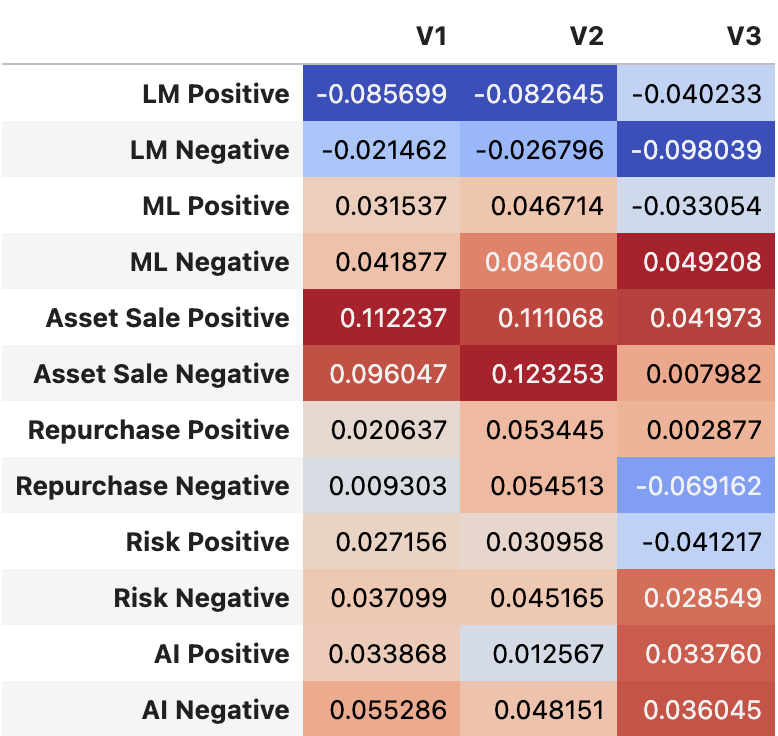 V1 V2 V3
LM Positive -0.085699 -0.082645 -0.040233
LM Negative -0.021462 -0.026796 -0.098039
ML Positive 0.031537 0.046714 -0.033054
ML Negative 0.041877 0.084600 0.049208
Asset Sale Positive 0.112237 0.111068 0.041973
Asset Sale Negative 0.096047 0.123253 0.007982
Repurchase Positive 0.020637 0.053445 0.002877
Repurchase Negative 0.009303 0.054513 -0.069162
Risk Positive 0.027156 0.030958 -0.041217
Risk Negative 0.037099 0.045165 0.028549
AI Positive 0.033868 0.012567 0.033760
AI Negative 0.055286 0.048151 0.036045